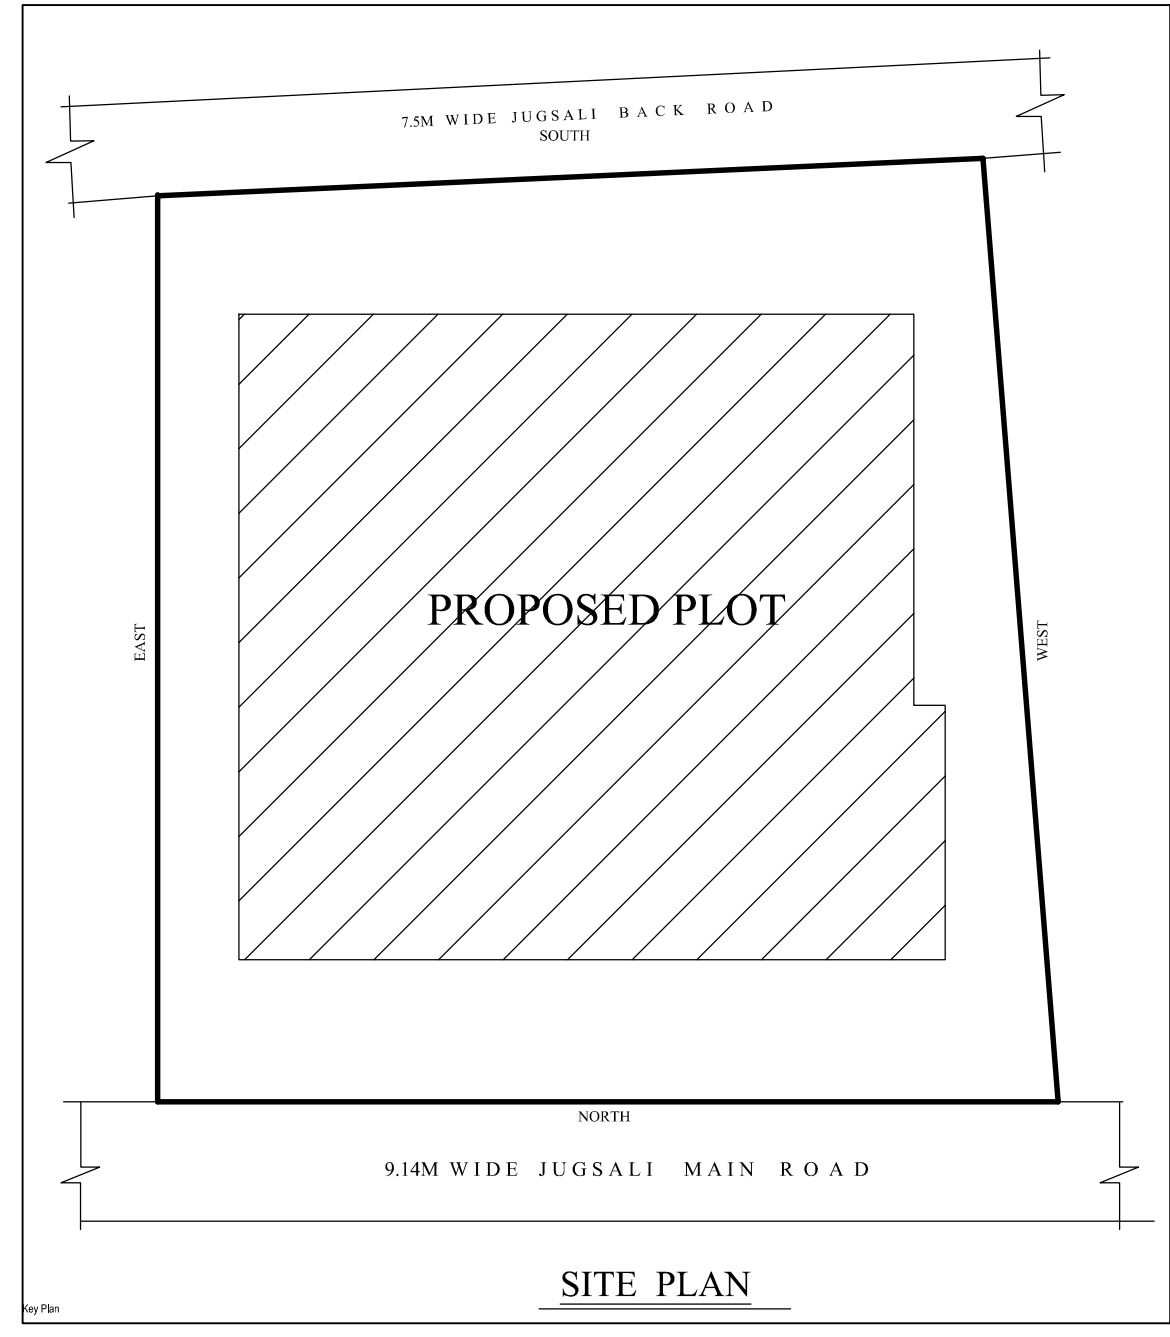 7.5M WIDE JUGSALI BACK ROAD
SOUTH
PROPOSED PLOT
EAST
WEST
NORTH
9.14M WIDE JUGSALI MAIN ROAD
SITE PLAN
Key Plan